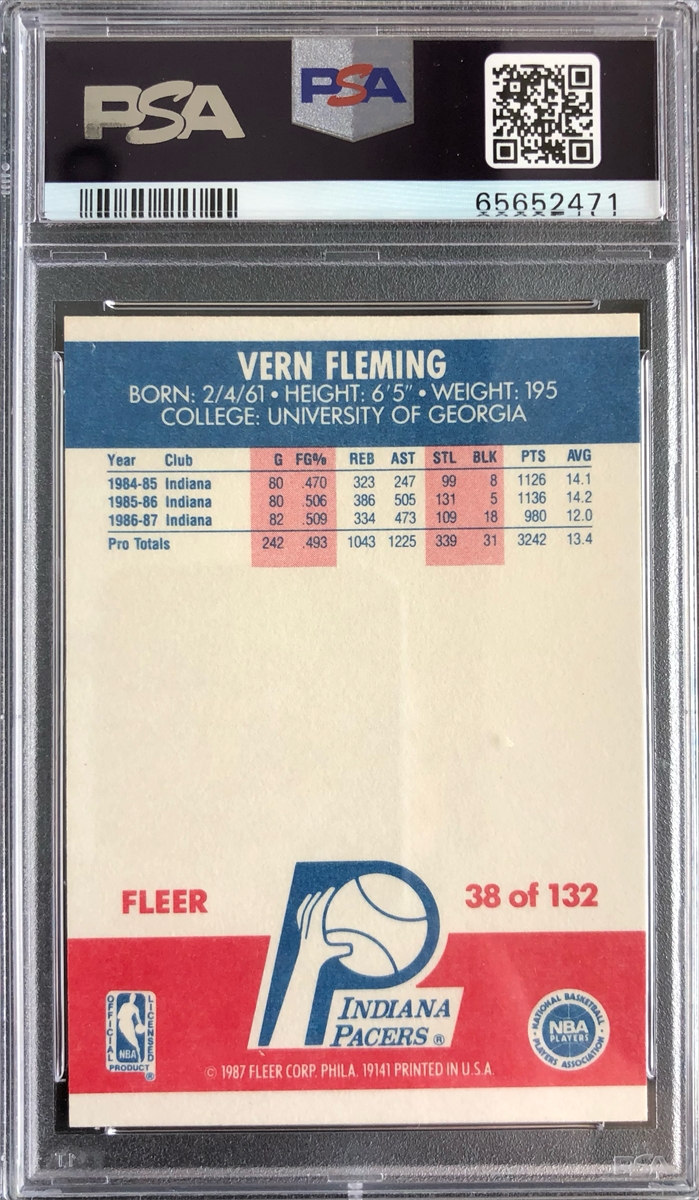 PSA PSA
65652471
VERN FLEMING
BORN: 2/4/61 • HEIGHT: 6'5" • WEIGHT: 195
COLLEGE: UNIVERSITY OF GEORGIA
Year Club G FG% REB AST STL BLK PTS AVG
1984-85 Indiana 80 .470 323 247 99 8 1126 14.1
1985-86 Indiana 80 .506 386 505 131 5 1136 14.2
1986-87 Indiana 82 .509 334 473 109 18 980 12.0
Pro Totals 242 .493 1043 1225 339 31 3242 13.4
FLEER 38 of 132
INDIANA
PACERS ®
OFFICIAL LICENSED
NBA
PRODUCT ®
NATIONAL BASKETBALL
NBA
PLAYERS
PLAYERS ASSOCIATION
© 1987 FLEER CORP. PHILA. 19141 PRINTED IN U.S.A.
PSA